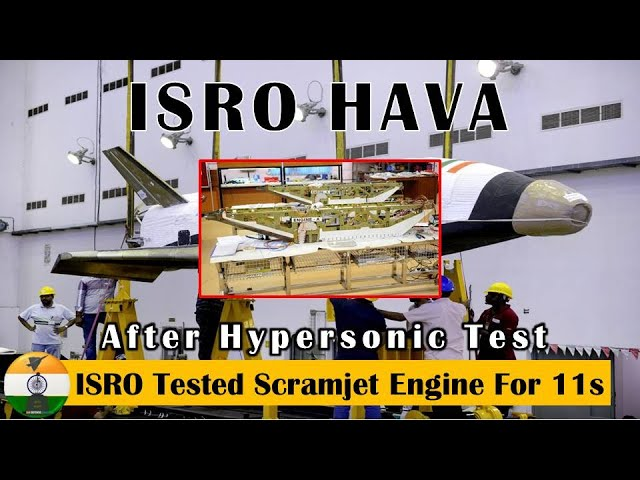 ISRO HAVA
After Hypersonic Test
ISRO Tested Scramjet Engine For 11s